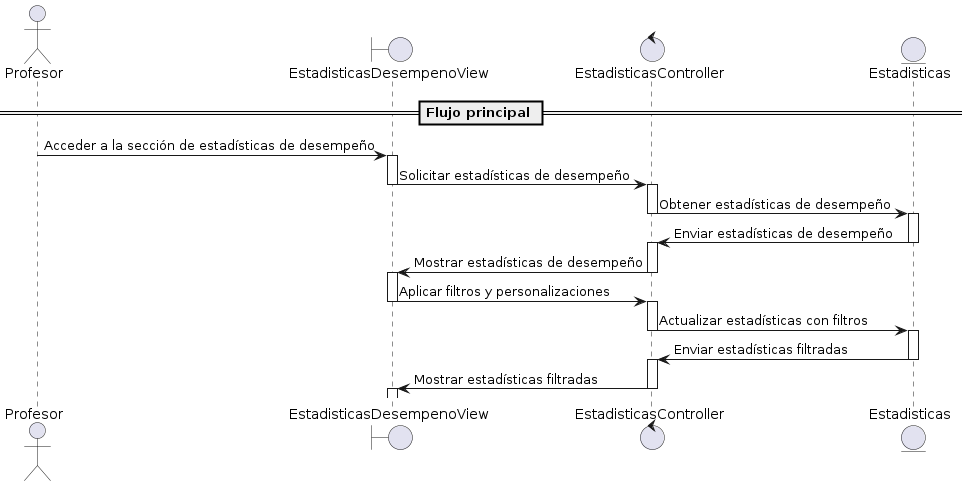 Profesor
EstadisticasDesempenoView
EstadisticasController
Estadisticas
Flujo principal
Acceder a la sección de estadísticas de desempeño
Solicitar estadísticas de desempeño
Obtener estadísticas de desempeño
Enviar estadísticas de desempeño
Mostrar estadísticas de desempeño
Aplicar filtros y personalizaciones
Actualizar estadísticas con filtros
Enviar estadísticas filtradas
Mostrar estadísticas filtradas
Profesor
EstadisticasDesempenoView
EstadisticasController
Estadisticas